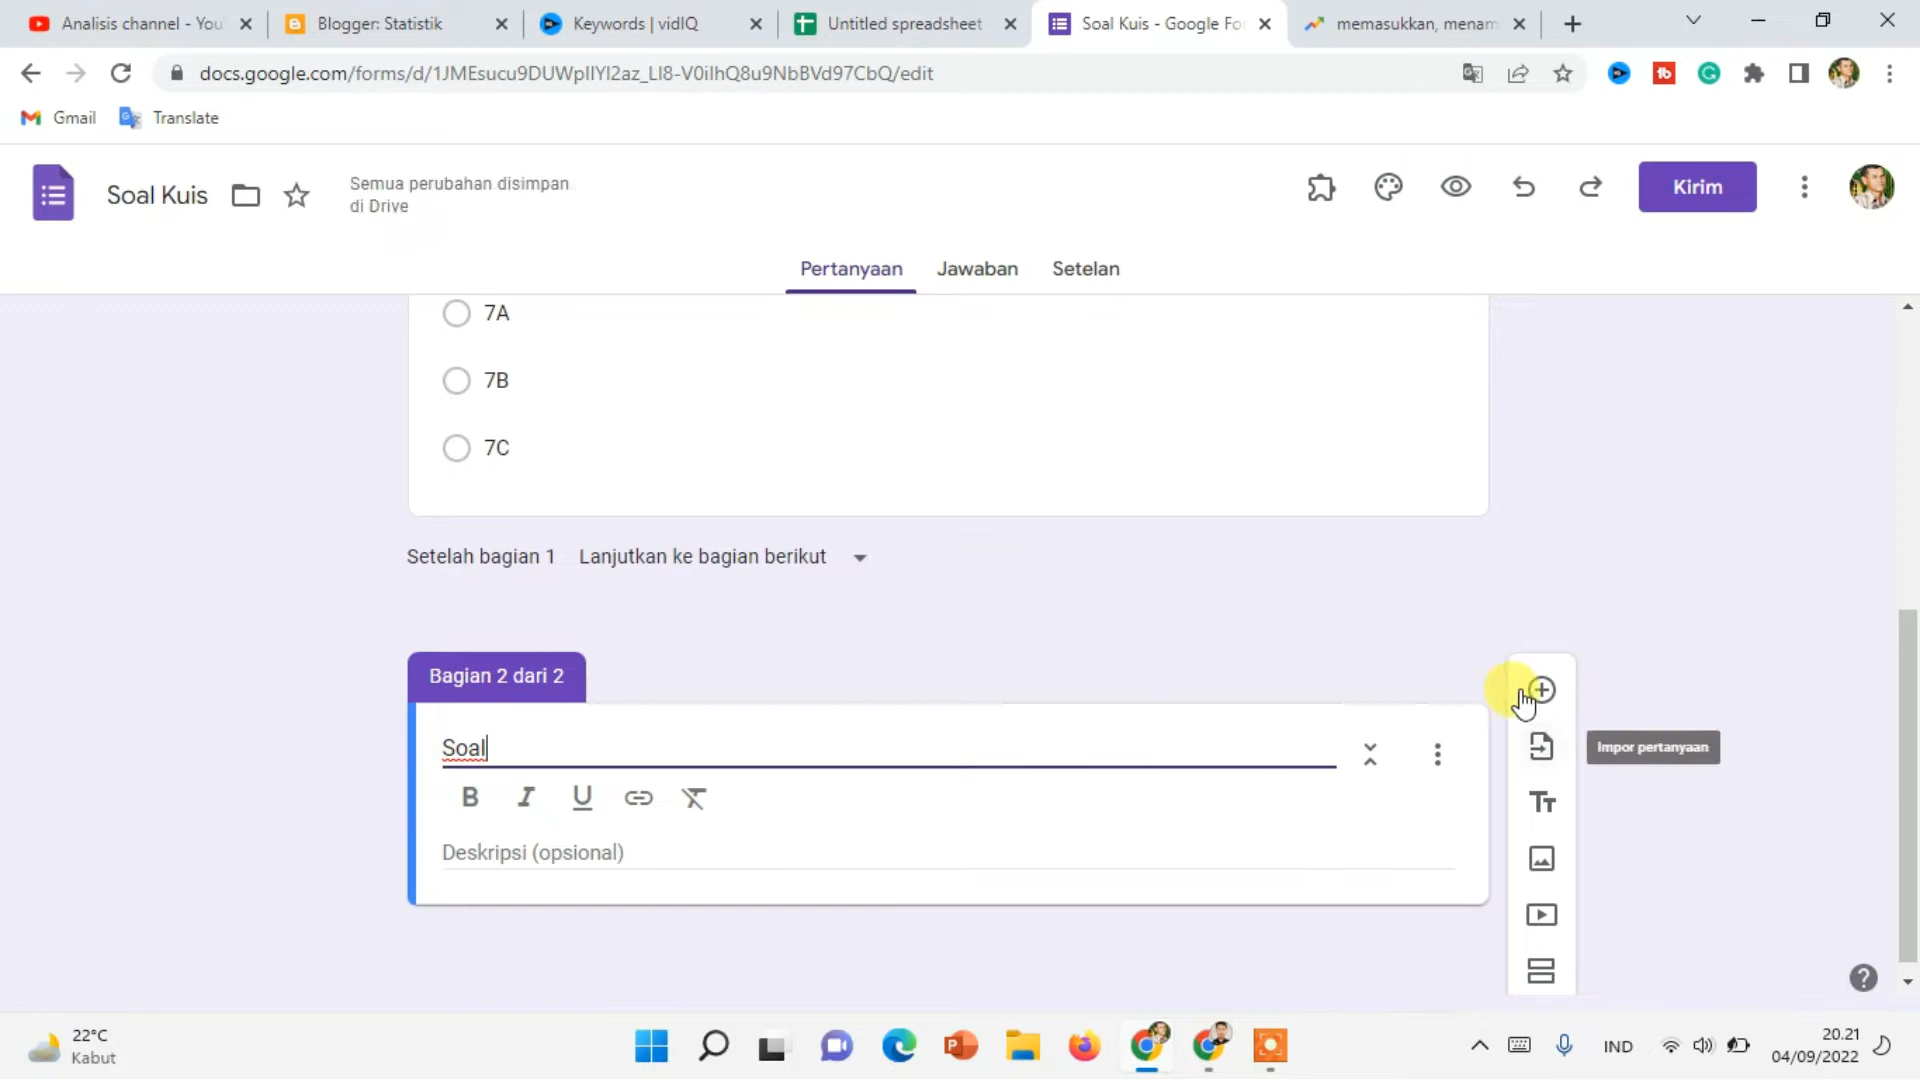 Analisis channel - You
Blogger: Statistik
Keywords | vidIQ
Untitled spreadsheet
Soal Kuis - Google Fo
memasukkan, menam
docs.google.com/forms/d/1JMEsucu9DUWpIlYl2az_LI8-V0ilhQ8u9NbBVd97CbQ/edit
Gmail
Translate
Soal Kuis
Semua perubahan disimpan
di Drive
Kirim
Pertanyaan
Jawaban
Setelan
7A
7B
7C
Setelah bagian 1
Lanjutkan ke bagian berikut
Bagian 2 dari 2
Soal
B I U
Impor pertanyaan
Tт
Deskripsi (opsional)
22°C
Kabut
IND
20.21
04/09/2022